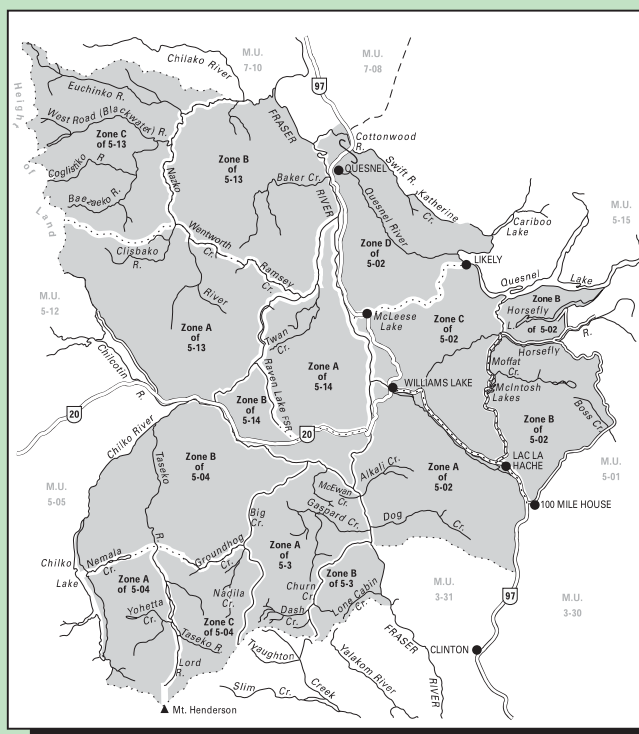 M.U.
7-10
M.U.
7-08
Chilako River
97
Height
of
Land
Euchinko R.
West Road (Blackwater) R.
Zone C
of 5-13
Coglistiko
R
Baezaeko R.
Nazko
Zone B
of
5-13
FRASER
RIVER
Baker Cr.
Cottonwood
R.
QUESNEL
Swift R.
Katherine
Cr.
Quesnel River
Cariboo
Lake
M.U.
5-15
Zone D
of
5-02
LIKELY
Quesnel
Lake
Wentworth
Cr.
Clisbako
R.
Ramsey
Cr.
River
M.U.
5-12
Zone A
of
5-13
Chilcotin
R.
Twan
Cr.
McLeese
Lake
Zone C
of
5-02
Zone B
Horsefly
L.
of 5-02
Horsefly
R.
Moffat
Cr.
McIntosh
Lakes
Zone A
of
5-14
Raven Lake FSR
Zone B
of
5-14
WILLIAMS LAKE
Zone B
of
5-02
Boss Cr.
20
20
Chilko River
Taseko
R.
Zone B
of
5-04
M.U.
5-05
Alkali Cr.
Zone A
of
5-02
LAC LA
HACHE
M.U.
5-01
100 MILE HOUSE
McEwan
Cr.
Gaspard Cr.
Dog
Cr.
Big
Cr.
Groundhog
Cr.
Zone A
of
5-3
Chilko
Lake
Nemaia
Cr.
Zone A
of 5-04
Yohetta
Cr.
Nadila
Cr.
Zone C
of 5-04
Taseko R.
Churn
Cr.
Zone B
of 5-3
Dash
Cr.
Lone Cabin
Cr.
M.U.
3-31
97
M.U.
3-30
Lord
R.
Tyaughton
Creek
Yalakom River
FRASER
RIVER
CLINTON
Slim Cr.
Mt. Henderson